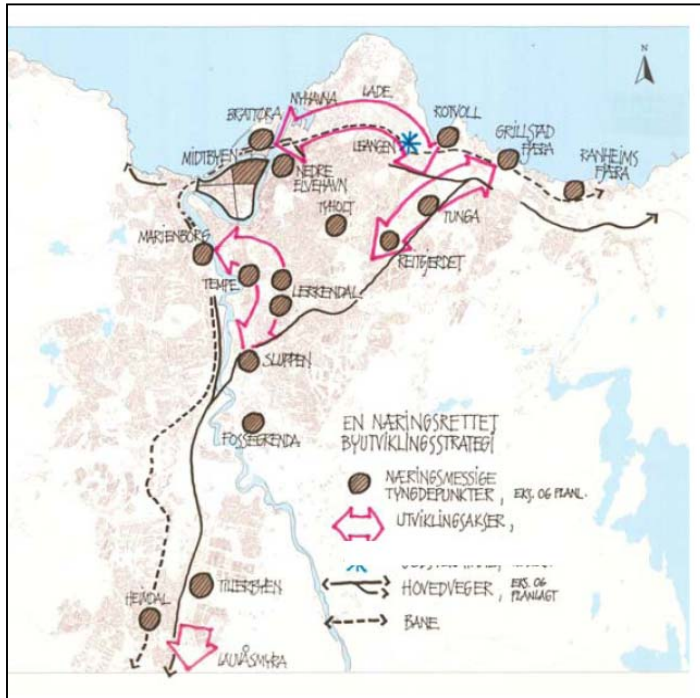 N
LADE
NYHAVNA
BRATTØRA
ROTVOLL
LEANGEN
GRILLSTAD
FJÆRA
MIDTBYEN
NEDRE
ELVEHAVN
RANHEIMS
FJÆRA
TYHOLT
TUNGA
MARIENBORG
REITGJERDET
TEMPE
LERKENDAL
SLUPPEN
FOSSEGRENDA
EN NÆRINGSRETTET
BYUTVIKLINGSSTRATEGI
NÆRINGSMESSIGE
TYNGDEPUNKTER, EKS. OG PLANL.
UTVIKLINGSAKSER,
HOVEDVEGER, EKS. OG
PLANLAGT
BANE
TILLERBYEN
HEIMDAL
LAUVÅSMYRA